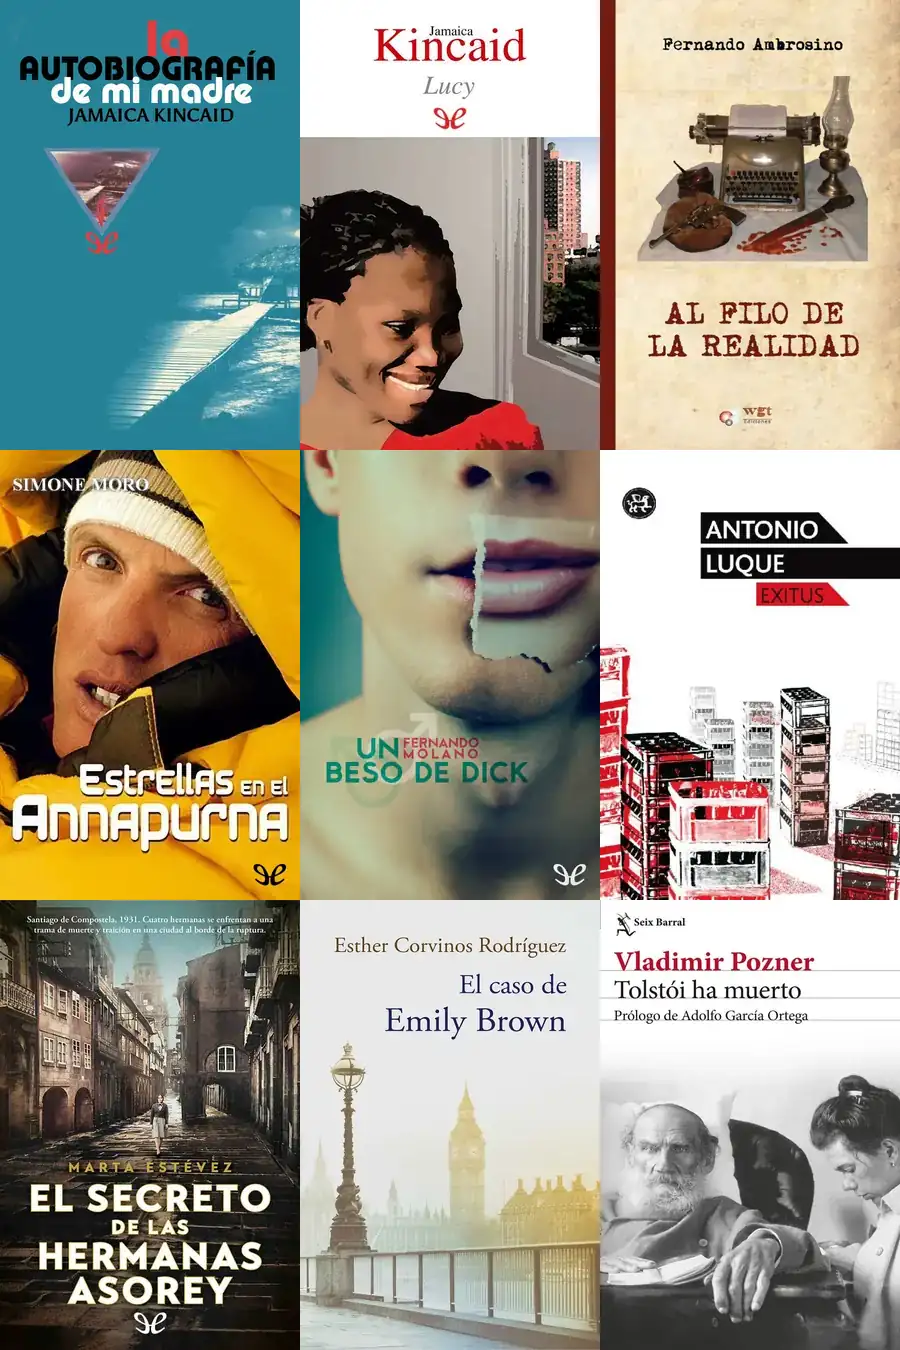 la
AUTOBIOGRAFÍA
de mi madre
JAMAICA KINCAID
Jamaica
Kincaid
Lucy
Fernando Ambrosino
AL FILO DE
LA REALIDAD
wgt
Ediciones
SIMONE MORO
ESTRELLAS EN EL
ANNAPURNA
UN FERNANDO
MOLANO
BESO DE DICK
ANTONIO
LUQUE
EXITUS
Santiago de Compostela, 1931. Cuatro hermanas se enfrentan a una
trama de muerte y traición en una ciudad al borde de la ruptura.
MARTA ESTÉVEZ
EL SECRETO
DE LAS
HERMANAS
ASOREY
Esther Corvinos Rodríguez
El caso de
Emily Brown
Seix Barral
Vladimir Pozner
Tolstói ha muerto
Prólogo de Adolfo García Ortega